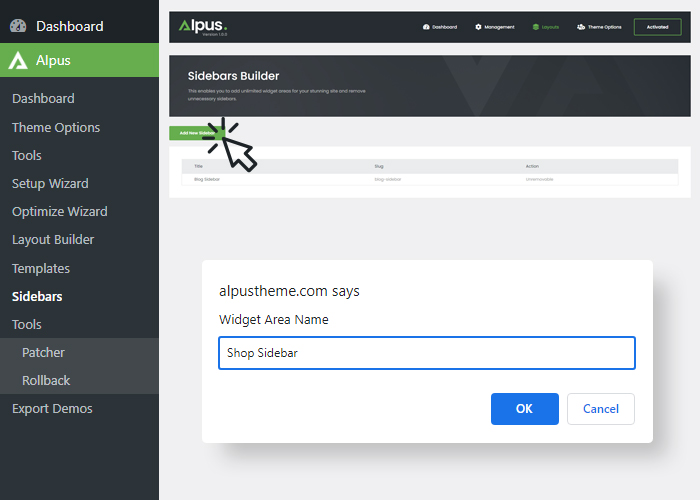 Dashboard
Alpus
Dashboard
Theme Options
Tools
Setup Wizard
Optimize Wizard
Layout Builder
Templates
Sidebars
Tools
Patcher
Rollback
Export Demos
Alpus.
Version 1.0.0
Dashboard
Management
Layouts
Theme Options
Activated
Sidebars Builder
This enables you to add unlimited widget areas for your stunning site and remove
unnecessary sidebars.
Add New Sidebar
Title
Slug
Action
Blog Sidebar
blog-sidebar
Unremovable
alpustheme.com says
Widget Area Name
Shop Sidebar
OK
Cancel